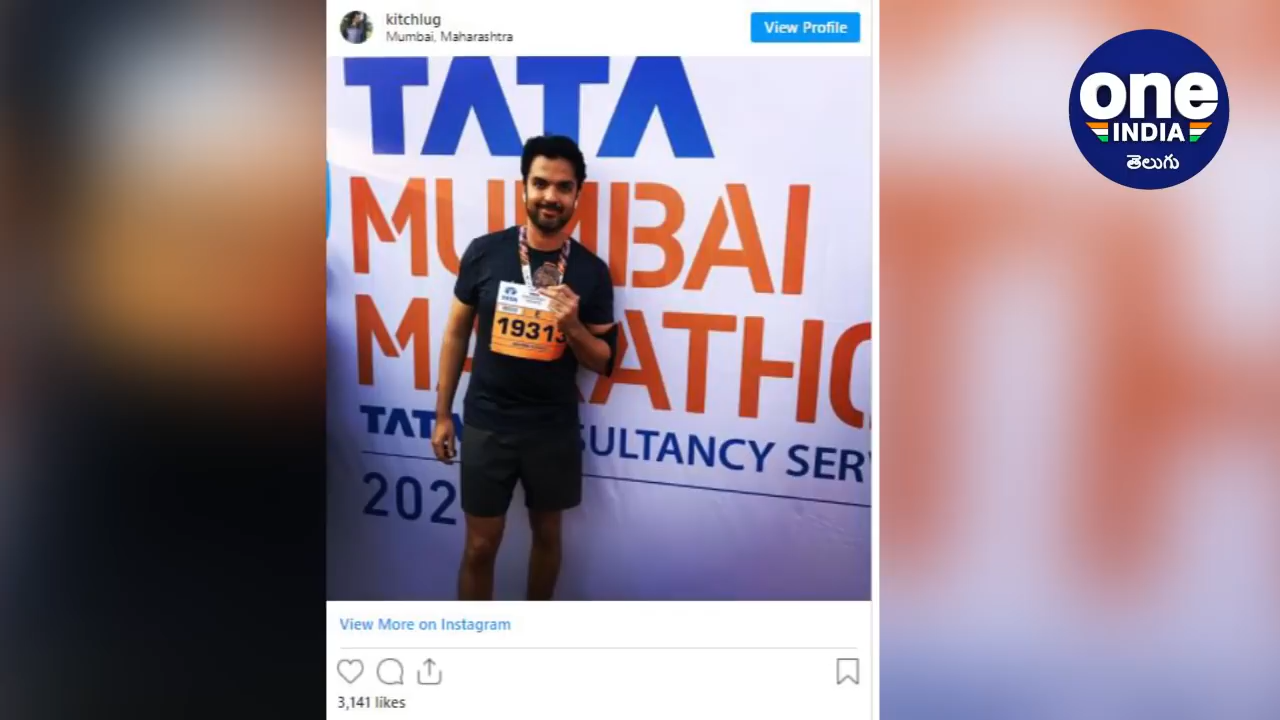 kitchlug
Mumbai, Maharashtra
View Profile
one
INDIA
తెలుగు
TATA
MUMBAI
MARATHO
TATA
TATA
19313
SULTANCY SER
202
View More on Instagram
3,141 likes